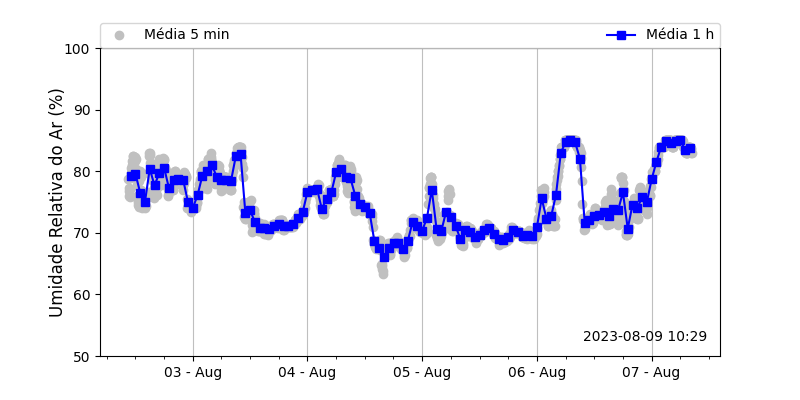 Média 5 min
Média 1 h
Umidade Relativa do Ar (%)
100
90
80
70
60
50
2023-08-09 10:29
03 - Aug
04 - Aug
05 - Aug
06 - Aug
07 - Aug